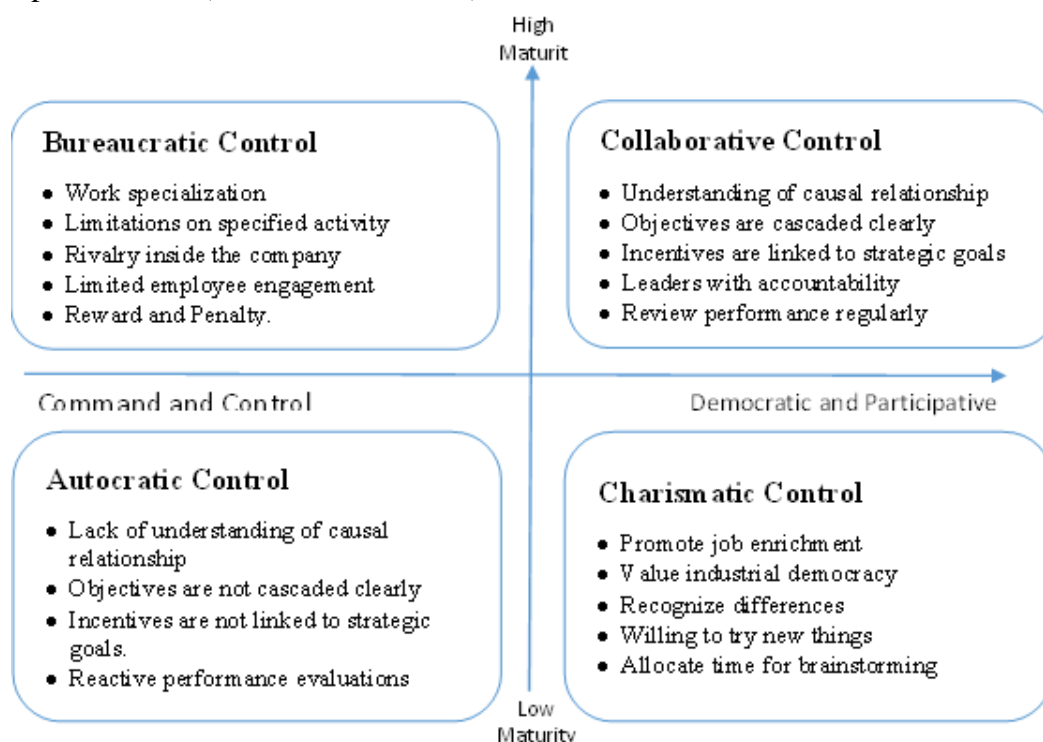 High
Maturit
Bureaucratic Control
● Work specialization
● Limitations on specified activity
● Rivalry inside the company
● Limited employee engagement
● Reward and Penalty.
Collaborative Control
● Understanding of causal relationship
● Objectives are cascaded clearly
● Incentives are linked to strategic goals
● Leaders with accountability
● Review performance regularly
Command and Control
Democratic and Participative
Autocratic Control
● Lack of understanding of causal
relationship
● Objectives are not cascaded clearly
● Incentives are not linked to strategic
goals.
● Reactive performance evaluations
Charismatic Control
● Promote job enrichment
● Value industrial democracy
● Recognize differences
● Willing to try new things
● Allocate time for brainstorming
Low
Maturity